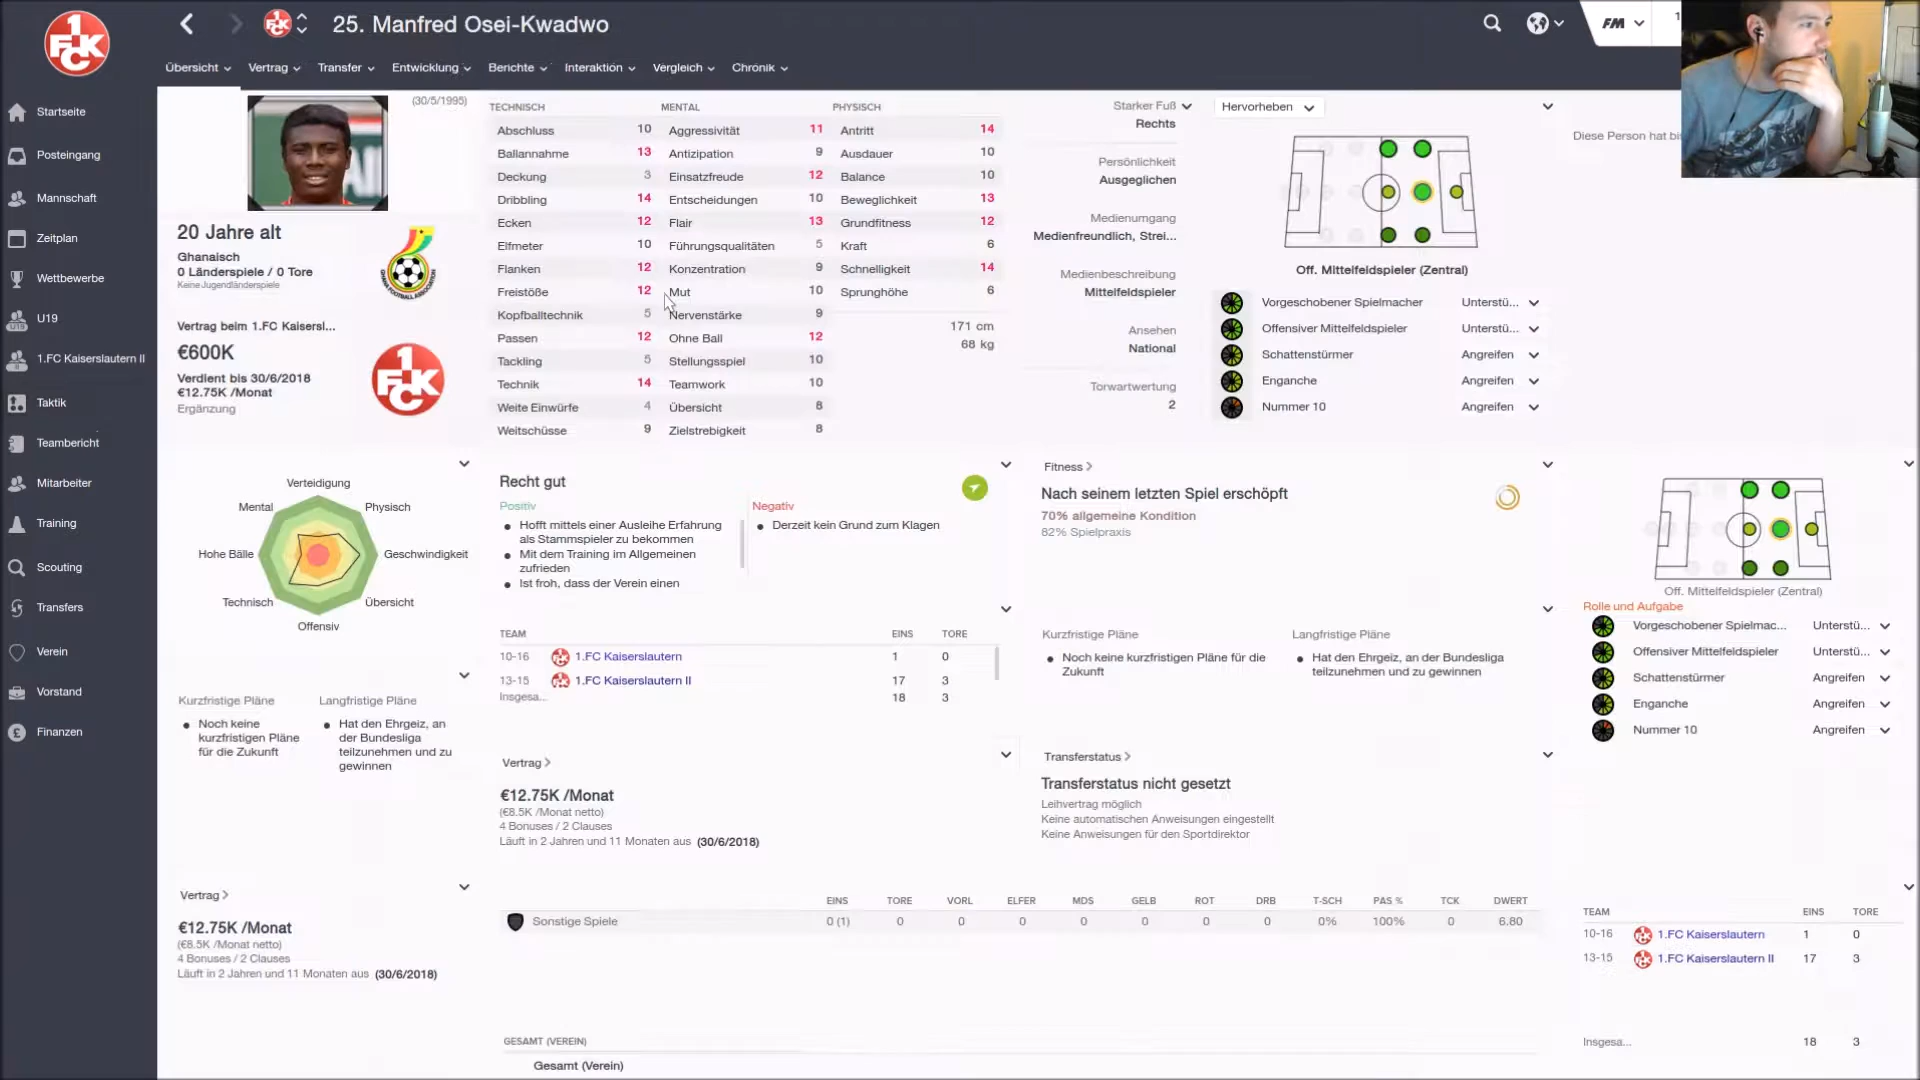 25. Manfred Osei-Kwadwo
FM
Übersicht
Vertrag
Transfer
Entwicklung
Berichte
Interaktion
Vergleich
Chronik
Startseite
Posteingang
Mannschaft
Zeitplan
Wettbewerbe
U19
1.FC Kaiserslautern II
Taktik
Teambericht
Mitarbeiter
Training
Scouting
Transfers
Verein
Vorstand
Finanzen
(30/5/1995)
20 Jahre alt
Ghanaisch
0 Länderspiele / 0 Tore
Keine Jugendländerspiele
Vertrag beim 1.FC Kaisersl...
€600K
Verdient bis 30/6/2018
€12.75K /Monat
Ergänzung
TECHNISCH
Abschluss 10
Ballannahme 13
Deckung 3
Dribbling 14
Ecken 12
Elfmeter 10
Flanken 12
Freistöße 12
Kopfballtechnik 5
Passen 12
Tackling 5
Technik 14
Weite Einwürfe 4
Weitschüsse 9
MENTAL
Aggressivität 11
Antizipation 9
Einsatzfreude 12
Entscheidungen 10
Flair 13
Führungsqualitäten 5
Konzentration 9
Mut 10
Nervenstärke 9
Ohne Ball 12
Stellungsspiel 10
Teamwork 10
Übersicht 8
Zielstrebigkeit 8
PHYSISCH
Antritt 14
Ausdauer 10
Balance 10
Beweglichkeit 13
Grundfitness 12
Kraft 6
Schnelligkeit 14
Sprunghöhe 6
171 cm
68 kg
Starker Fuß
Rechts
Persönlichkeit
Ausgeglichen
Medienumgang
Medienfreundlich, Strei...
Medienbeschreibung
Mittelfeldspieler
Ansehen
National
Torwartwertung
2
Hervorheben
Off. Mittelfeldspieler (Zentral)
Vorgeschobener Spielmacher Unterstü...
Offensiver Mittelfeldspieler Unterstü...
Schattenstürmer Angreifen
Enganche Angreifen
Nummer 10 Angreifen
Diese Person hat bi
Verteidigung
Mental
Physisch
Hohe Bälle
Geschwindigkeit
Technisch
Übersicht
Offensiv
Recht gut
Positiv
Hofft mittels einer Ausleihe Erfahrung
als Stammspieler zu bekommen
Mit dem Training im Allgemeinen
zufrieden
Ist froh, dass der Verein einen
Negativ
Derzeit kein Grund zum Klagen
Fitness
Nach seinem letzten Spiel erschöpft
70% allgemeine Kondition
82% Spielpraxis
Off. Mittelfeldspieler (Zentral)
Rolle und Aufgabe
Vorgeschobener Spielmac... Unterstü...
Offensiver Mittelfeldspieler Unterstü...
Schattenstürmer Angreifen
Enganche Angreifen
Nummer 10 Angreifen
TEAM EINS TORE
10-16 1.FC Kaiserslautern 1 0
13-15 1.FC Kaiserslautern II 17 3
Insgesa... 18 3
Kurzfristige Pläne
Noch keine kurzfristigen Pläne für die
Zukunft
Langfristige Pläne
Hat den Ehrgeiz, an der Bundesliga
teilzunehmen und zu gewinnen
Kurzfristige Pläne
Noch keine
kurzfristigen Pläne
für die Zukunft
Langfristige Pläne
Hat den Ehrgeiz, an
der Bundesliga
teilzunehmen und zu
gewinnen
Vertrag
€12.75K /Monat
(€8.5K /Monat netto)
4 Bonuses / 2 Clauses
Läuft in 2 Jahren und 11 Monaten aus (30/6/2018)
Transferstatus
Transferstatus nicht gesetzt
Leihvertrag möglich
Keine automatischen Anweisungen eingestellt
Keine Anweisungen für den Sportdirektor
Vertrag
€12.75K /Monat
(€8.5K /Monat netto)
4 Bonuses / 2 Clauses
Läuft in 2 Jahren und 11 Monaten aus (30/6/2018)
EINS TORE VORL ELFER MDS GELB ROT DRB T-SCH PAS % TCK DWERT
Sonstige Spiele 0 (1) 0 0 0 0 0 0 0 0% 100% 0 6.80
GESAMT (VEREIN)
Gesamt (Verein)
TEAM EINS TORE
10-16 1.FC Kaiserslautern 1 0
13-15 1.FC Kaiserslautern II 17 3
Insgesa... 18 3